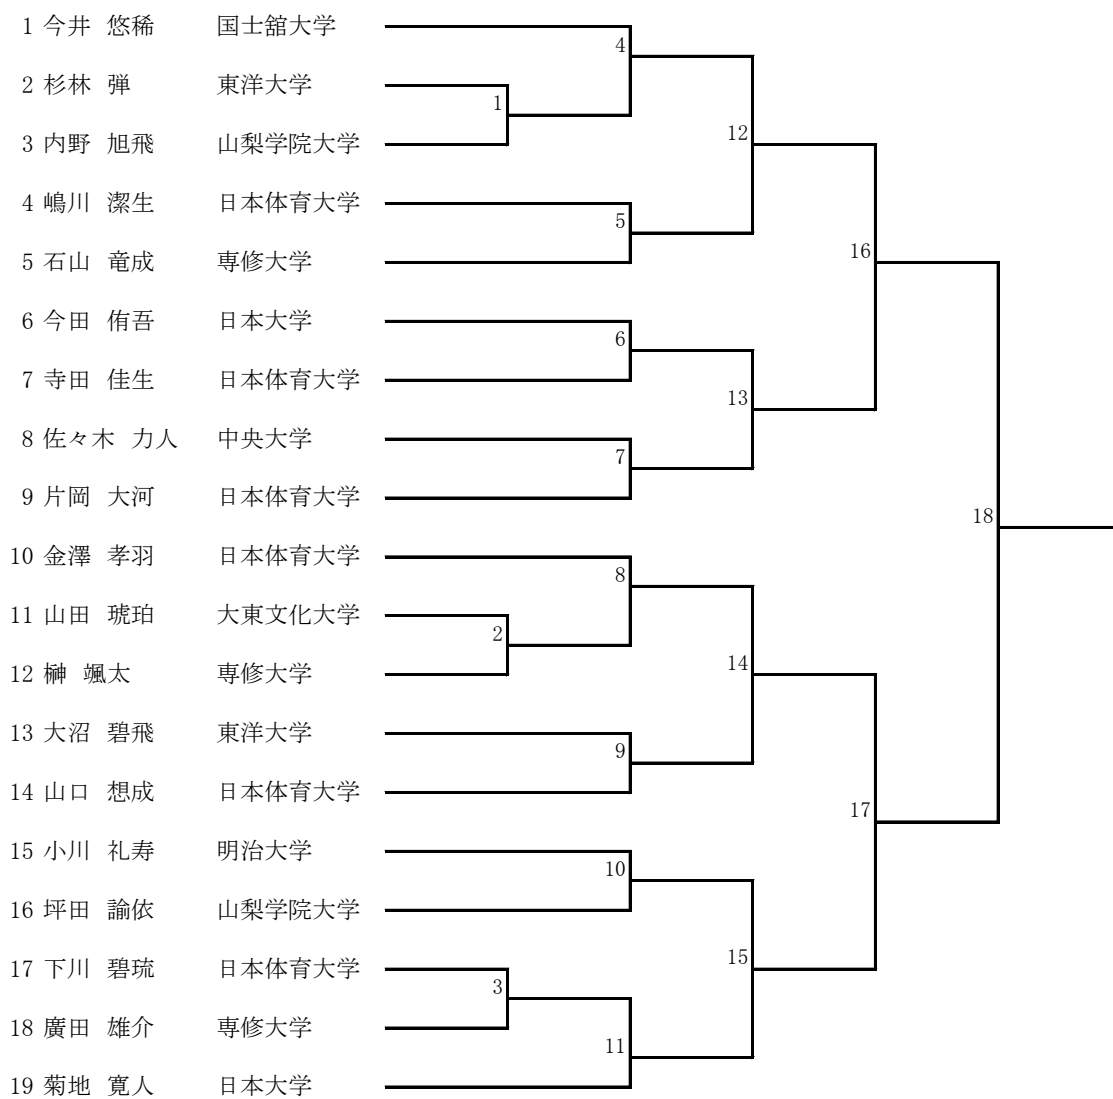 1 今井 悠稀 国士舘大学
4
2 杉林 弾 東洋大学
1
3 内野 旭飛 山梨学院大学
12
4 嶋川 潔生 日本体育大学
5
5 石山 竜成 専修大学
16
6 今田 侑吾 日本大学
6
7 寺田 佳生 日本体育大学
13
8 佐々木 力人 中央大学
7
9 片岡 大河 日本体育大学
18
10 金澤 孝羽 日本体育大学
8
11 山田 琥珀 大東文化大学
2
12 榊 颯太 専修大学
14
13 大沼 碧飛 東洋大学
9
14 山口 想成 日本体育大学
17
15 小川 礼寿 明治大学
10
16 坪田 諭依 山梨学院大学
15
17 下川 碧琉 日本体育大学
3
18 廣田 雄介 専修大学
11
19 菊地 寛人 日本大学